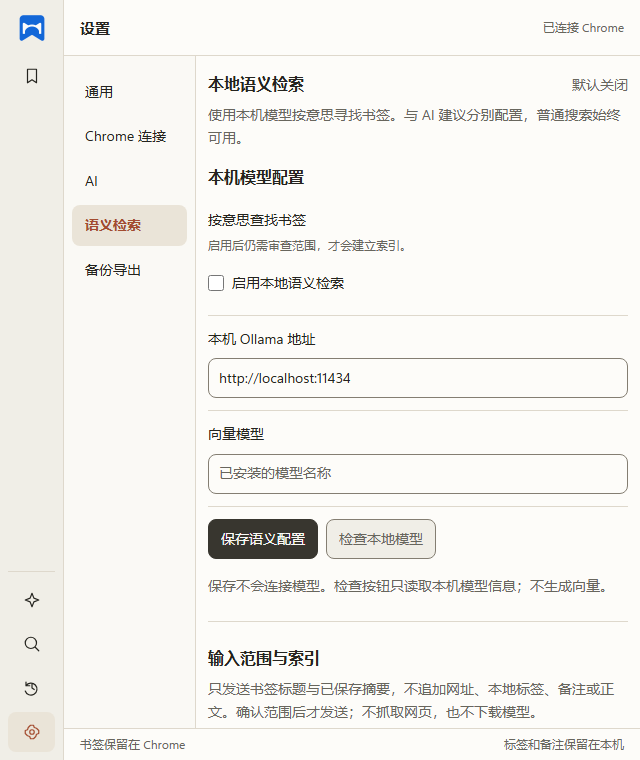 设置
已连接 Chrome
通用
Chrome 连接
AI
语义检索
备份导出
本地语义检索
默认关闭
使用本机模型按意思寻找书签。与 AI 建议分别配置，普通搜索始终
可用。
本机模型配置
按意思查找书签
启用后仍需审查范围，才会建立索引。
启用本地语义检索
本机 Ollama 地址
http://localhost:11434
向量模型
已安装的模型名称
保存语义配置
检查本地模型
保存不会连接模型。检查按钮只读取本机模型信息；不生成向量。
输入范围与索引
只发送书签标题与已保存摘要，不追加网址、本地标签、备注或正
文。确认范围后才发送；不抓取网页，也不下载模型。
书签保留在 Chrome
标签和备注保留在本机